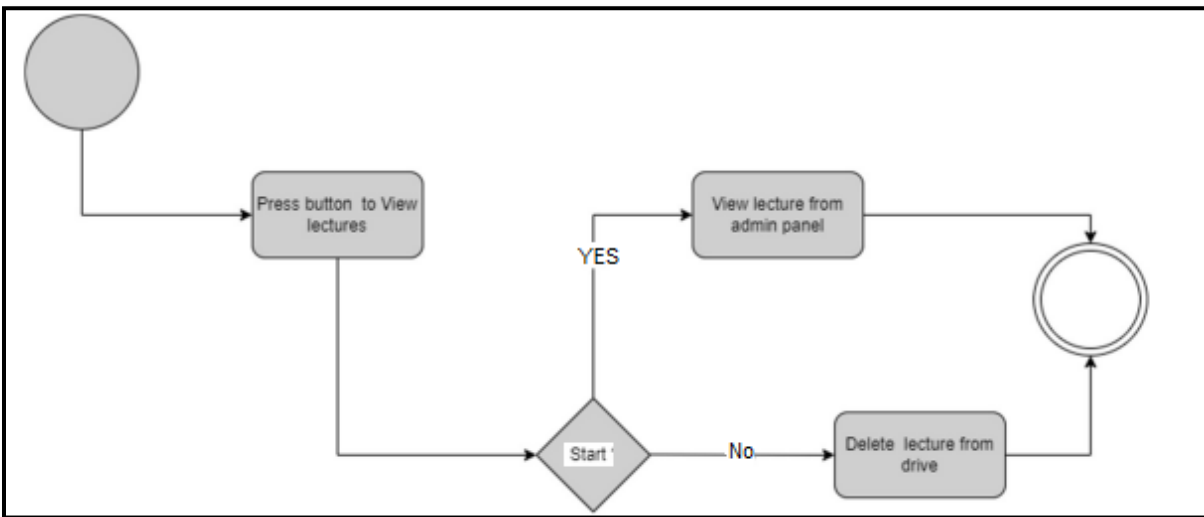 Press button to View
lectures
View lecture from
admin panel
YES
Start
No
Delete lecture from
drive